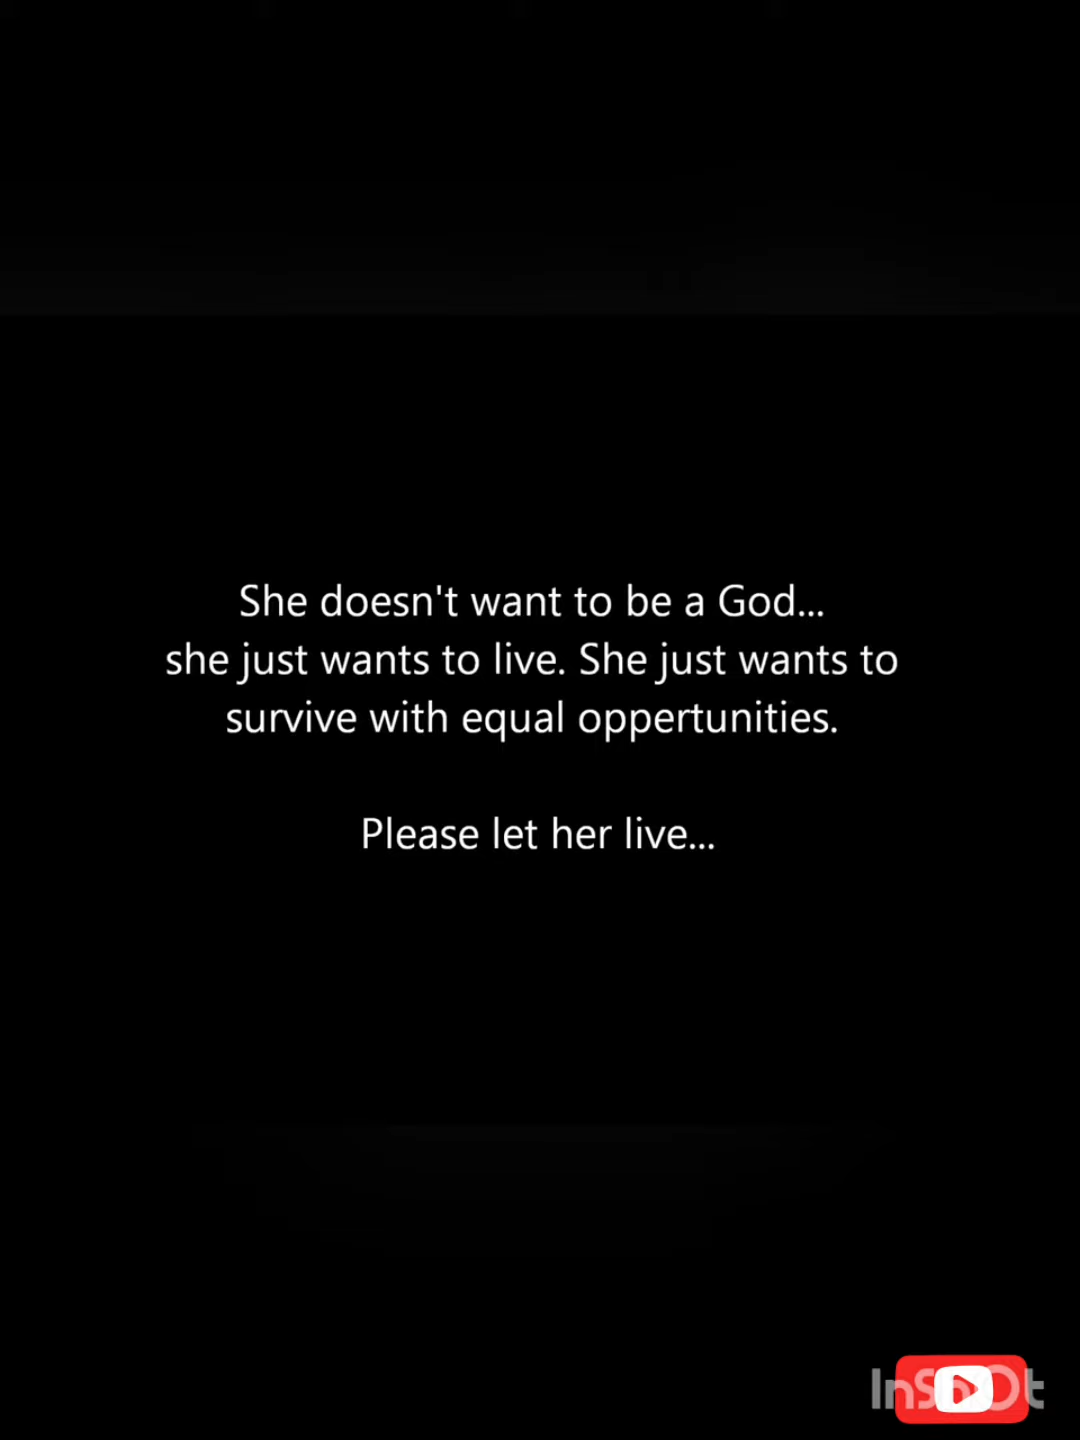 She doesn't want to be a God...
she just wants to live. She just wants to
survive with equal oppertunities.
Please let her live...
InShOt